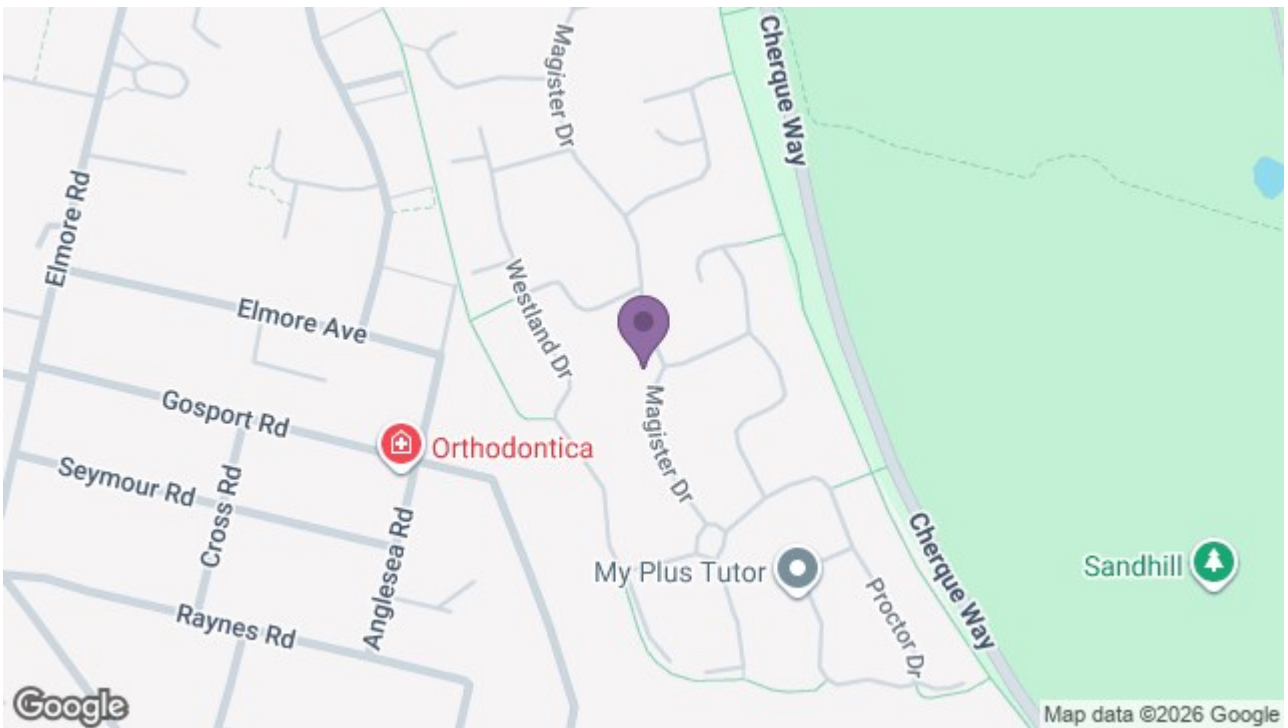 Magister Dr
Cherque Way
Elmore Rd
Elmore Ave
Westland Dr
Gosport Rd
Orthodontica
Magister Dr
Seymour Rd
Cross Rd
Anglesea Rd
My Plus Tutor
Cherque Way
Sandhill
Proctor Dr
Raynes Rd
Google
Map data ©2026 Google